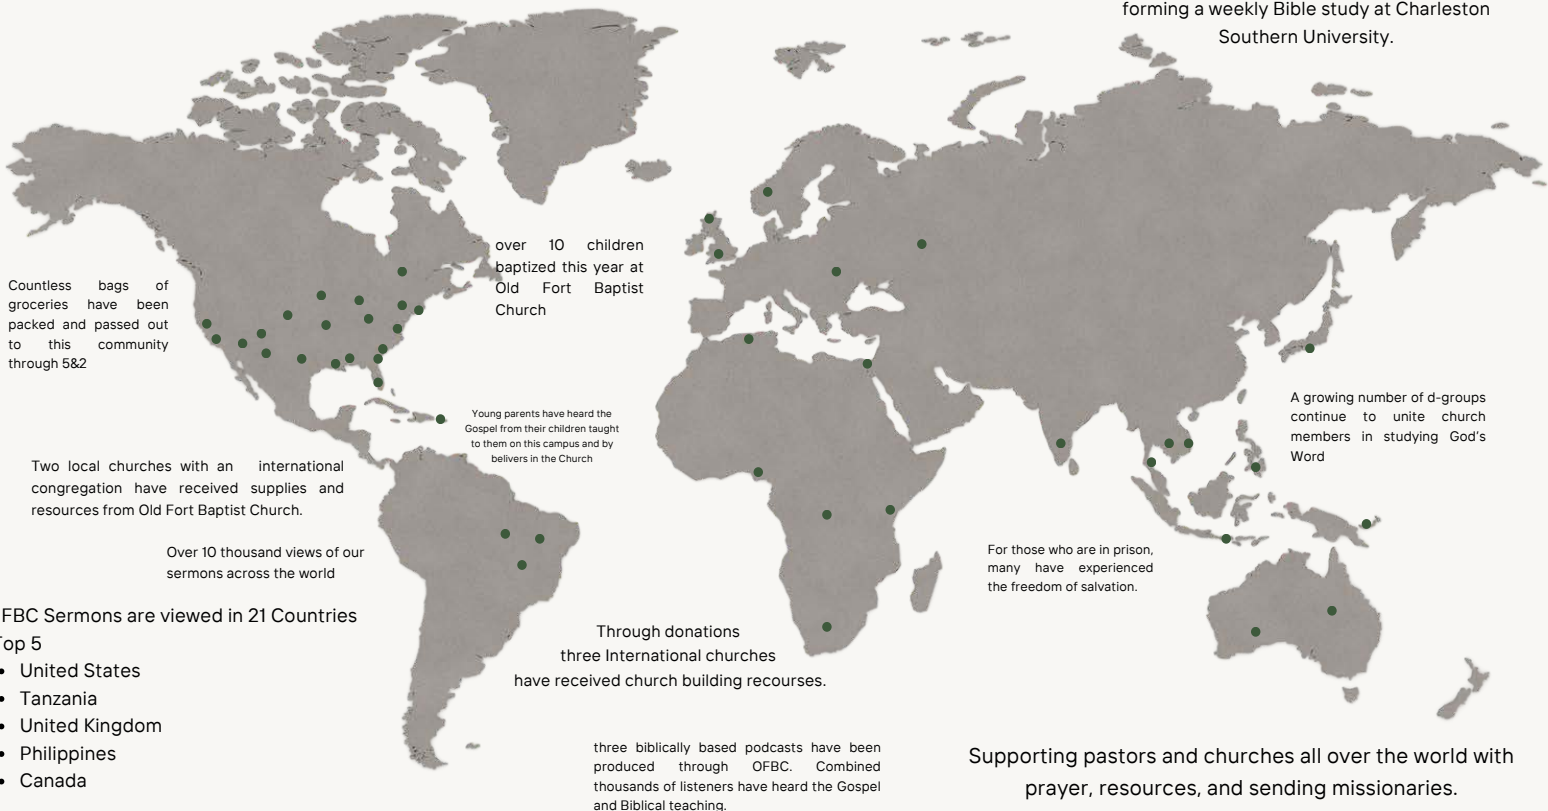 forming a weekly Bible study at Charleston
Southern University.
over 10 children
baptized this year at
Old Fort Baptist
Church
Countless bags of
groceries have been
packed and passed out
to this community
through 5&2
Young parents have heard the
Gospel from their children taught
to them on this campus and by
belivers in the Church
A growing number of d-groups
continue to unite church
members in studying God's
Word
Two local churches with an international
congregation have received supplies and
resources from Old Fort Baptist Church.
Over 10 thousand views of our
sermons across the world
For those who are in prison,
many have experienced
the freedom of salvation.
FBC Sermons are viewed in 21 Countries
Top 5
• United States
• Tanzania
• United Kingdom
• Philippines
• Canada
Through donations
three International churches
have received church building recourses.
three biblically based podcasts have been
produced through OFBC. Combined
thousands of listeners have heard the Gospel
and Biblical teaching.
Supporting pastors and churches all over the world with
prayer, resources, and sending missionaries.